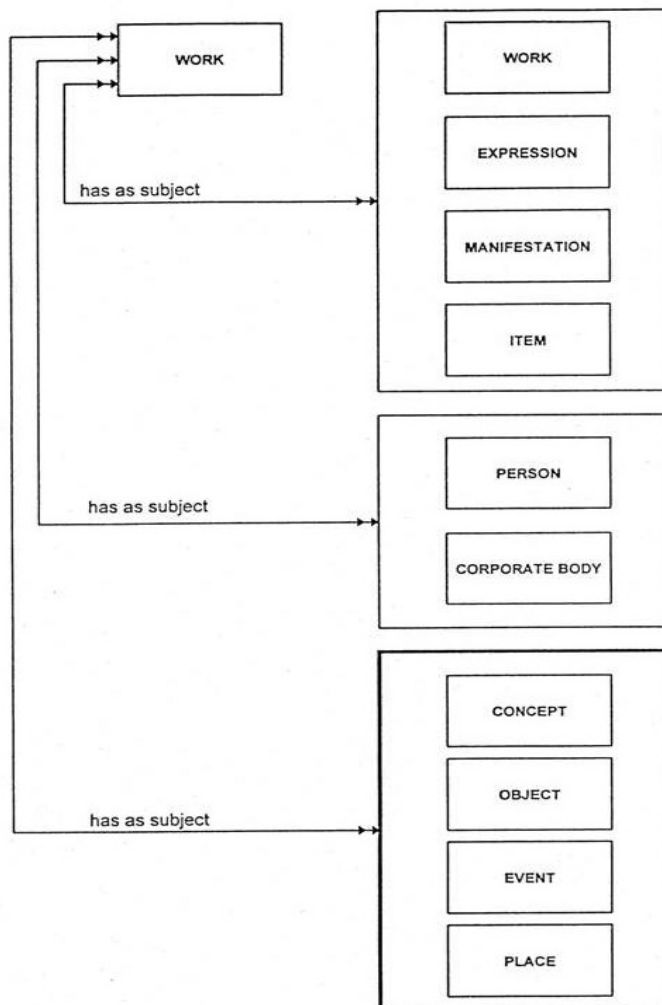 WORK
WORK
EXPRESSION
has as subject
MANIFESTATION
ITEM
PERSON
has as subject
CORPORATE BODY
CONCEPT
OBJECT
has as subject
EVENT
PLACE